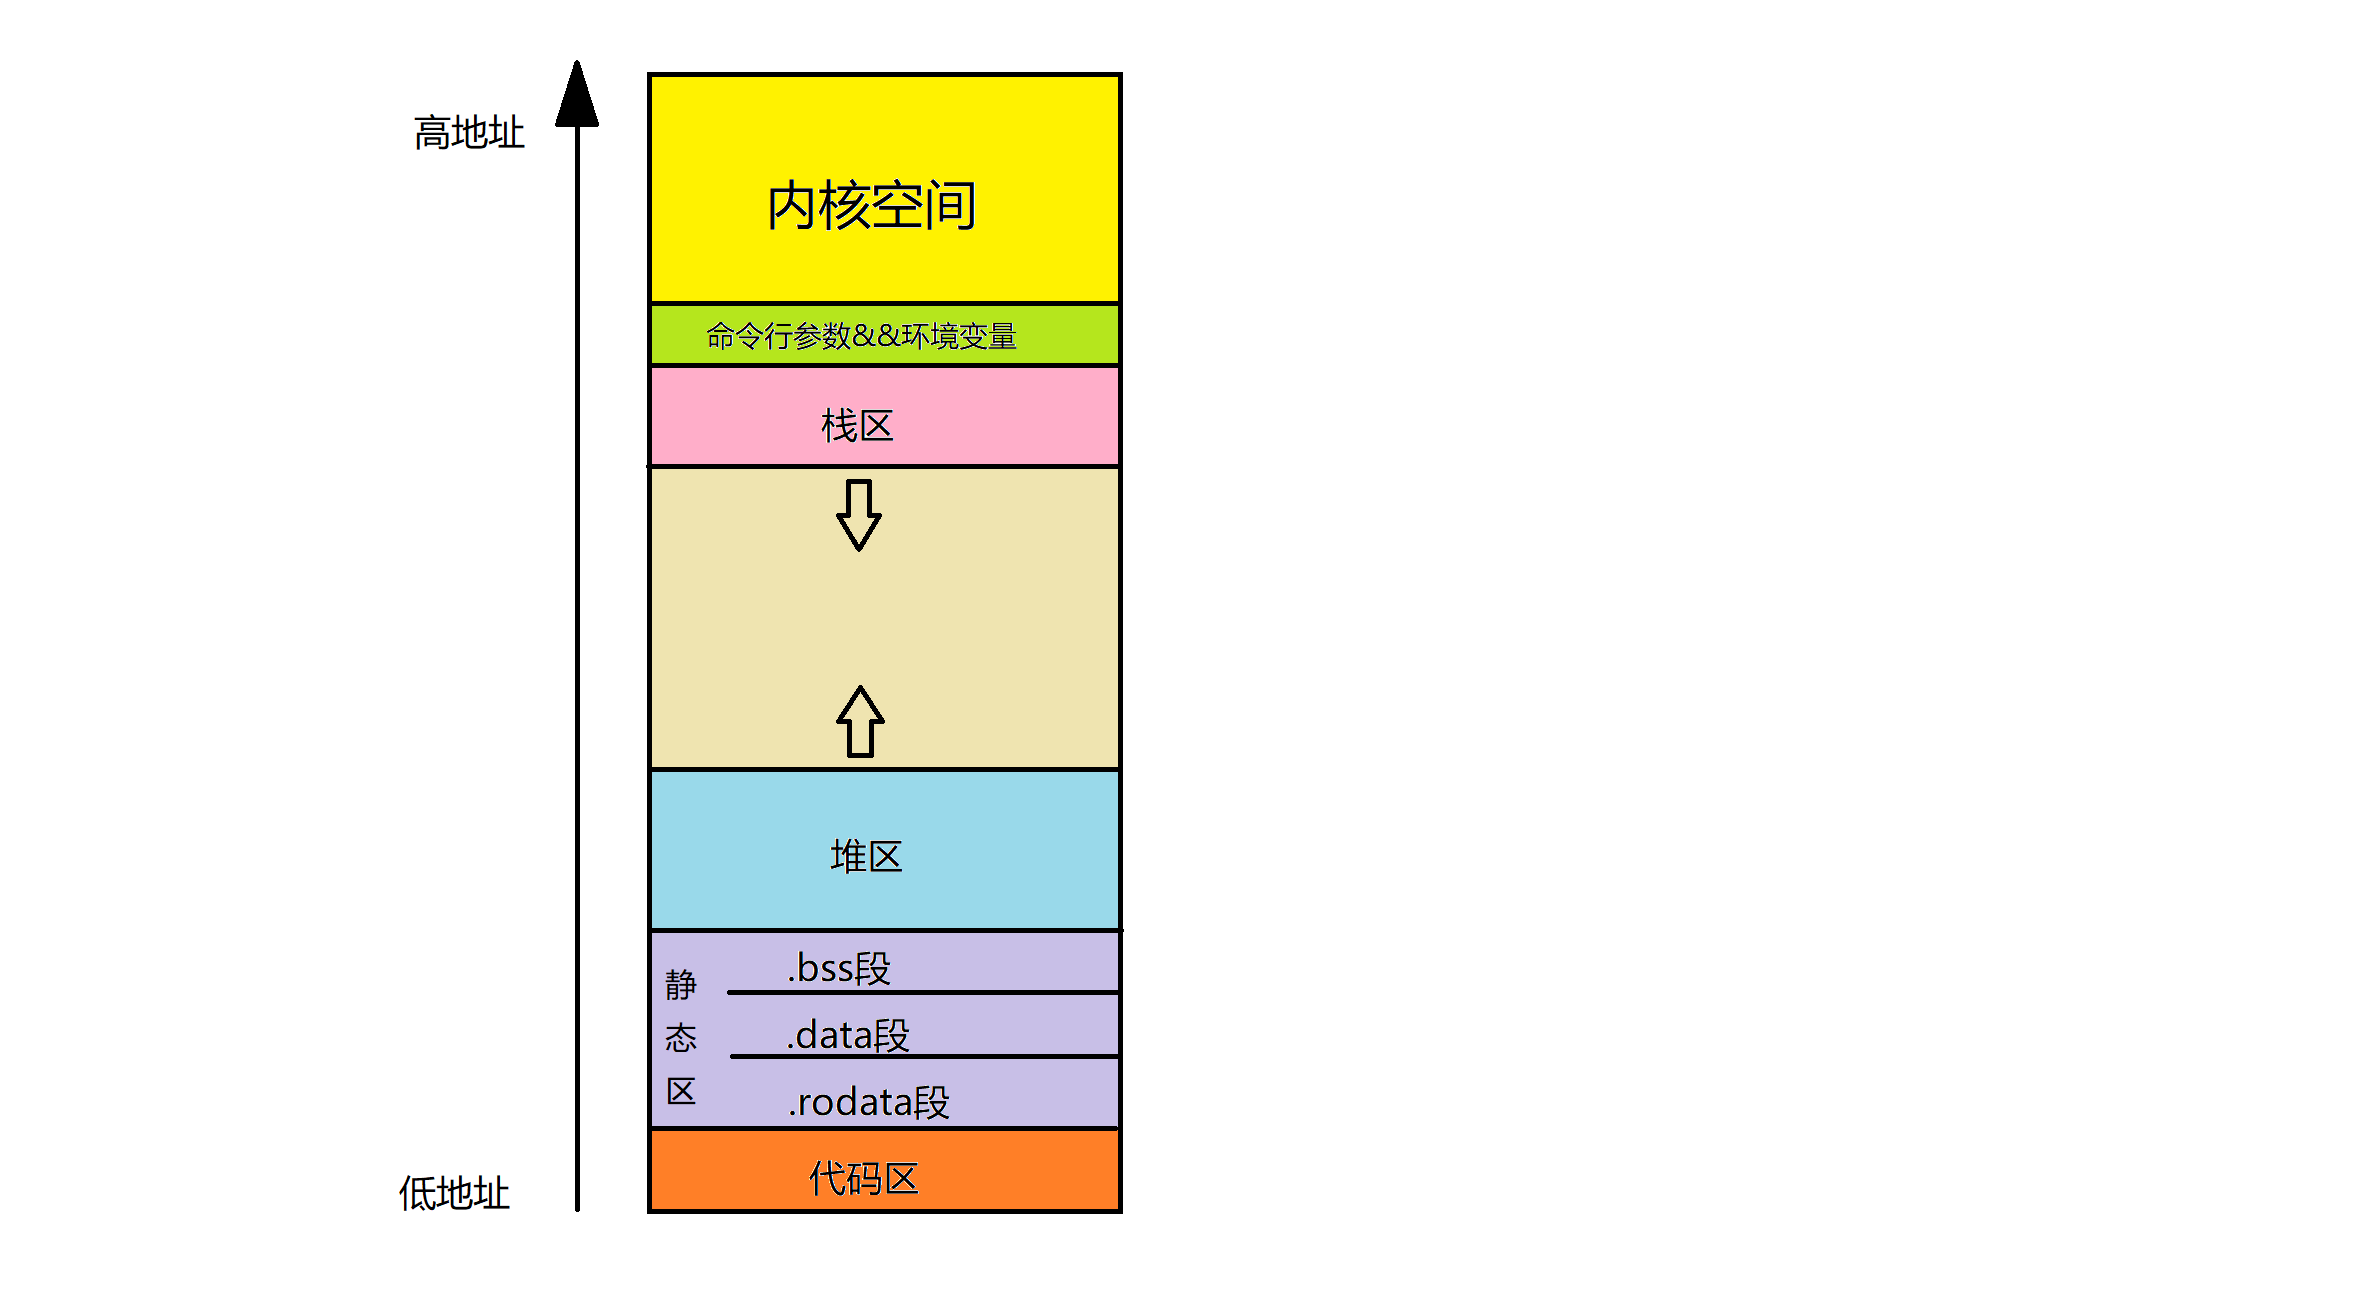 高地址
内核空间
命令行参数&&环境变量
栈区
堆区
静态区
.bss段
.data段
.rodata段
代码区
低地址